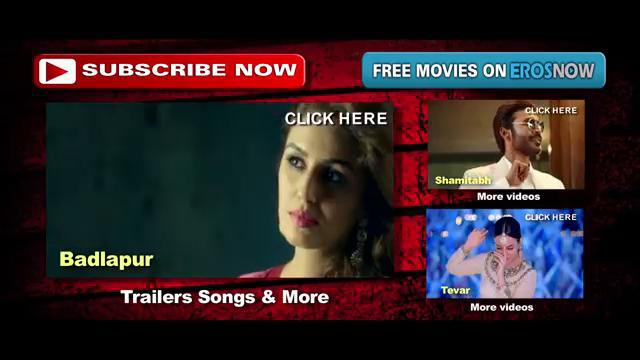 SUBSCRIBE NOW
FREE MOVIES ON EROSNOW
CLICK HERE
Badlapur
Trailers Songs & More
CLICK HERE
Shamitabh
More videos
CLICK HERE
Tevar
More videos